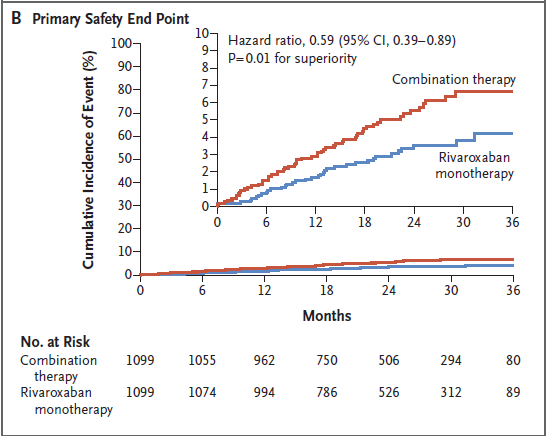 B Primary Safety End Point
Hazard ratio, 0.59 (95% CI, 0.39–0.89)
P=0.01 for superiority
Combination therapy
Rivaroxaban
monotherapy
10
9
8
7
6
5
4
3
2
1
0
0 6 12 18 24 30 36
Cumulative Incidence of Event (%)
100
90
80
70
60
50
40
30
20
10
0
0 6 12 18 24 30 36
Months
No. at Risk
Combination 1099 1055 962 750 506 294 80
therapy
Rivaroxaban 1099 1074 994 786 526 312 89
monotherapy